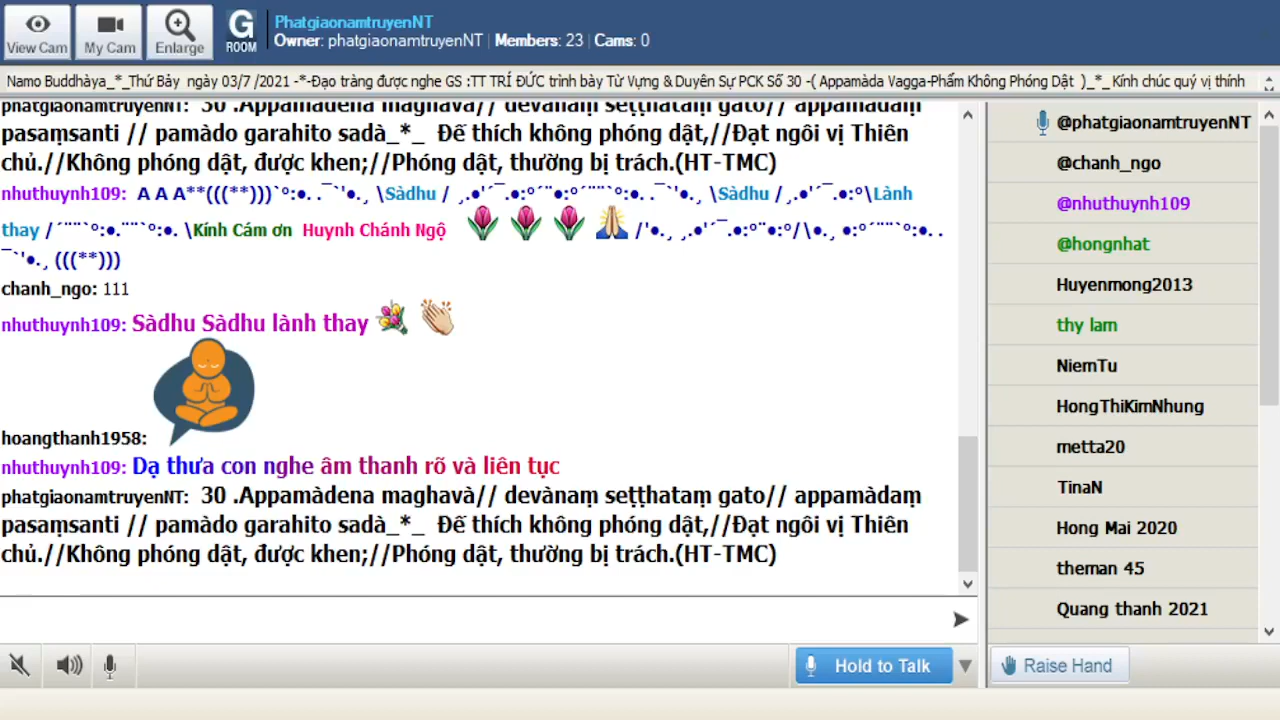 View Cam
My Cam
Enlarge
G
ROOM
PhatgiaonamtruyenNT
Owner: phatgiaonamtruyenNT | Members: 23 | Cams: 0
Namo Buddhàya_*_Thứ Bảy ngày 03/7 /2021 -*-Đạo tràng được nghe GS :TT TRÍ ĐỨC trình bày Từ Vựng & Duyên Sự PCK Số 30 -( Appamàda Vagga-Phẩm Không Phóng Dật )_*_Kính chúc quý vị thính
phatgiaonamtruyenNT: 30 .Appamàdena maghavà// devànaṃ seṭṭhataṃ gato// appamàdaṃ
pasaṃsanti // pamàdo garahito sadà_*_ Đế thích không phóng dật,//Đạt ngôi vị Thiên
chủ.//Không phóng dật, được khen;//Phóng dật, thường bị trách.(HT-TMC)
nhuthuynh109: A A A**(((**)))`°:•. .¯`'•.¸ \Sàdhu / ¸.•'´¯.•:°´¨•:°´¨¨`°:•. .¯`'•.¸ \Sàdhu / ¸.•'´¯.•:°\Lành
thay /´¨¨`°:•.¨¨`°:•. \Kính Cám ơn Huynh Chánh Ngộ /'•.¸ ¸.•'´¯.•:°¨•:°/\•.¸ •:°´¨¨`°:•. .
¯`'•.¸ (((**)))
chanh_ngo: 111
nhuthuynh109: Sàdhu Sàdhu lành thay
hoangthanh1958:
nhuthuynh109: Dạ thưa con nghe âm thanh rõ và liên tục
phatgiaonamtruyenNT: 30 .Appamàdena maghavà// devànaṃ seṭṭhataṃ gato// appamàdaṃ
pasaṃsanti // pamàdo garahito sadà_*_ Đế thích không phóng dật,//Đạt ngôi vị Thiên
chủ.//Không phóng dật, được khen;//Phóng dật, thường bị trách.(HT-TMC)
Hold to Talk
@phatgiaonamtruyenNT
@chanh_ngo
@nhuthuynh109
@hongnhat
Huyenmong2013
thy lam
NiemTu
HongThiKimNhung
metta20
TinaN
Hong Mai 2020
theman 45
Quang thanh 2021
Raise Hand